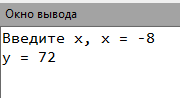 Окно вывода
Введите x, x = -8
y = 72